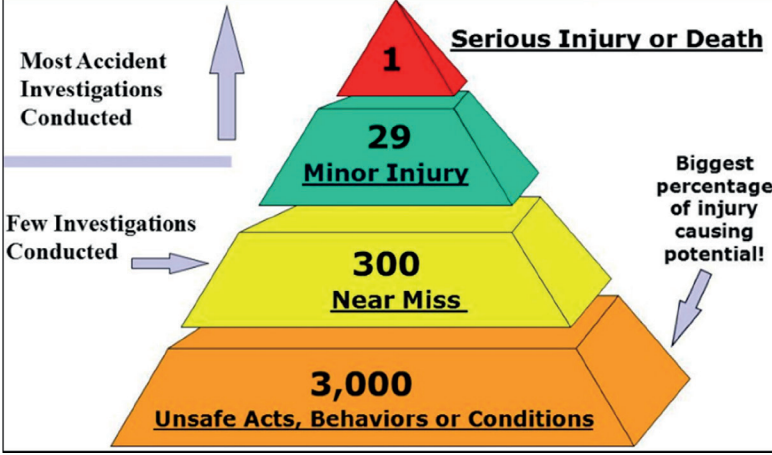 1
Serious Injury or Death
Most Accident
Investigations
Conducted
29
Minor Injury
Biggest
percentage
of injury
causing
potential!
Few Investigations
Conducted
300
Near Miss
3,000
Unsafe Acts, Behaviors or Conditions